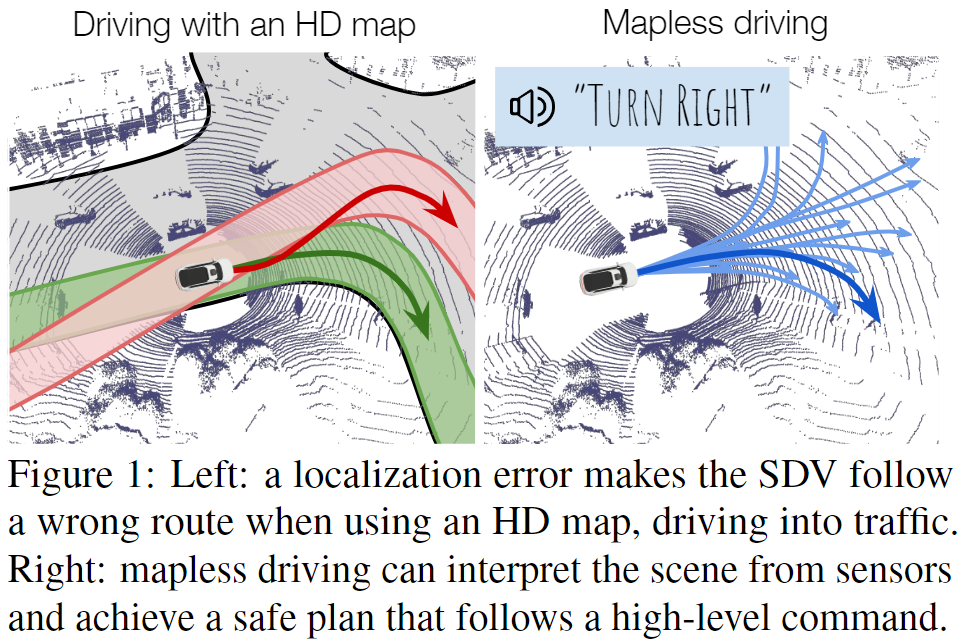 Driving with an HD map
Mapless driving
"TURN RIGHT"
Figure 1: Left: a localization error makes the SDV follow
a wrong route when using an HD map, driving into traffic.
Right: mapless driving can interpret the scene from sensors
and achieve a safe plan that follows a high-level command.